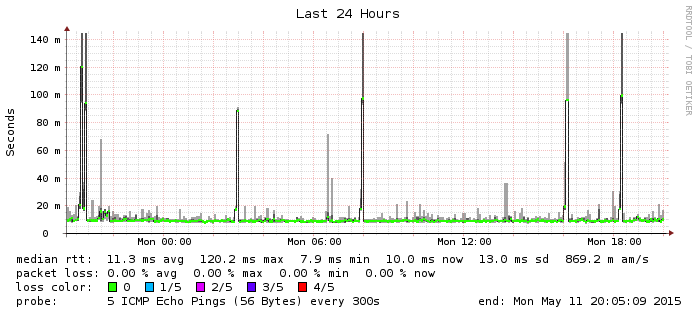 Last 24 Hours
RRDTOOL / TOBI OETIKER
Seconds
140 m
120 m
100 m
80 m
60 m
40 m
20 m
0
Mon 00:00 Mon 06:00 Mon 12:00 Mon 18:00
median rtt: 11.3 ms avg 120.2 ms max 7.9 ms min 10.0 ms now 13.0 ms sd 869.2 m am/s
packet loss: 0.00 % avg 0.00 % max 0.00 % min 0.00 % now
loss color: 0 1/5 2/5 3/5 4/5
probe: 5 ICMP Echo Pings (56 Bytes) every 300s end: Mon May 11 20:05:09 2015